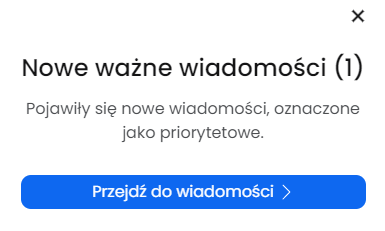 Nowe ważne wiadomości (1)
Pojawiły się nowe wiadomości, oznaczone
jako priorytetowe.
Przejdź do wiadomości